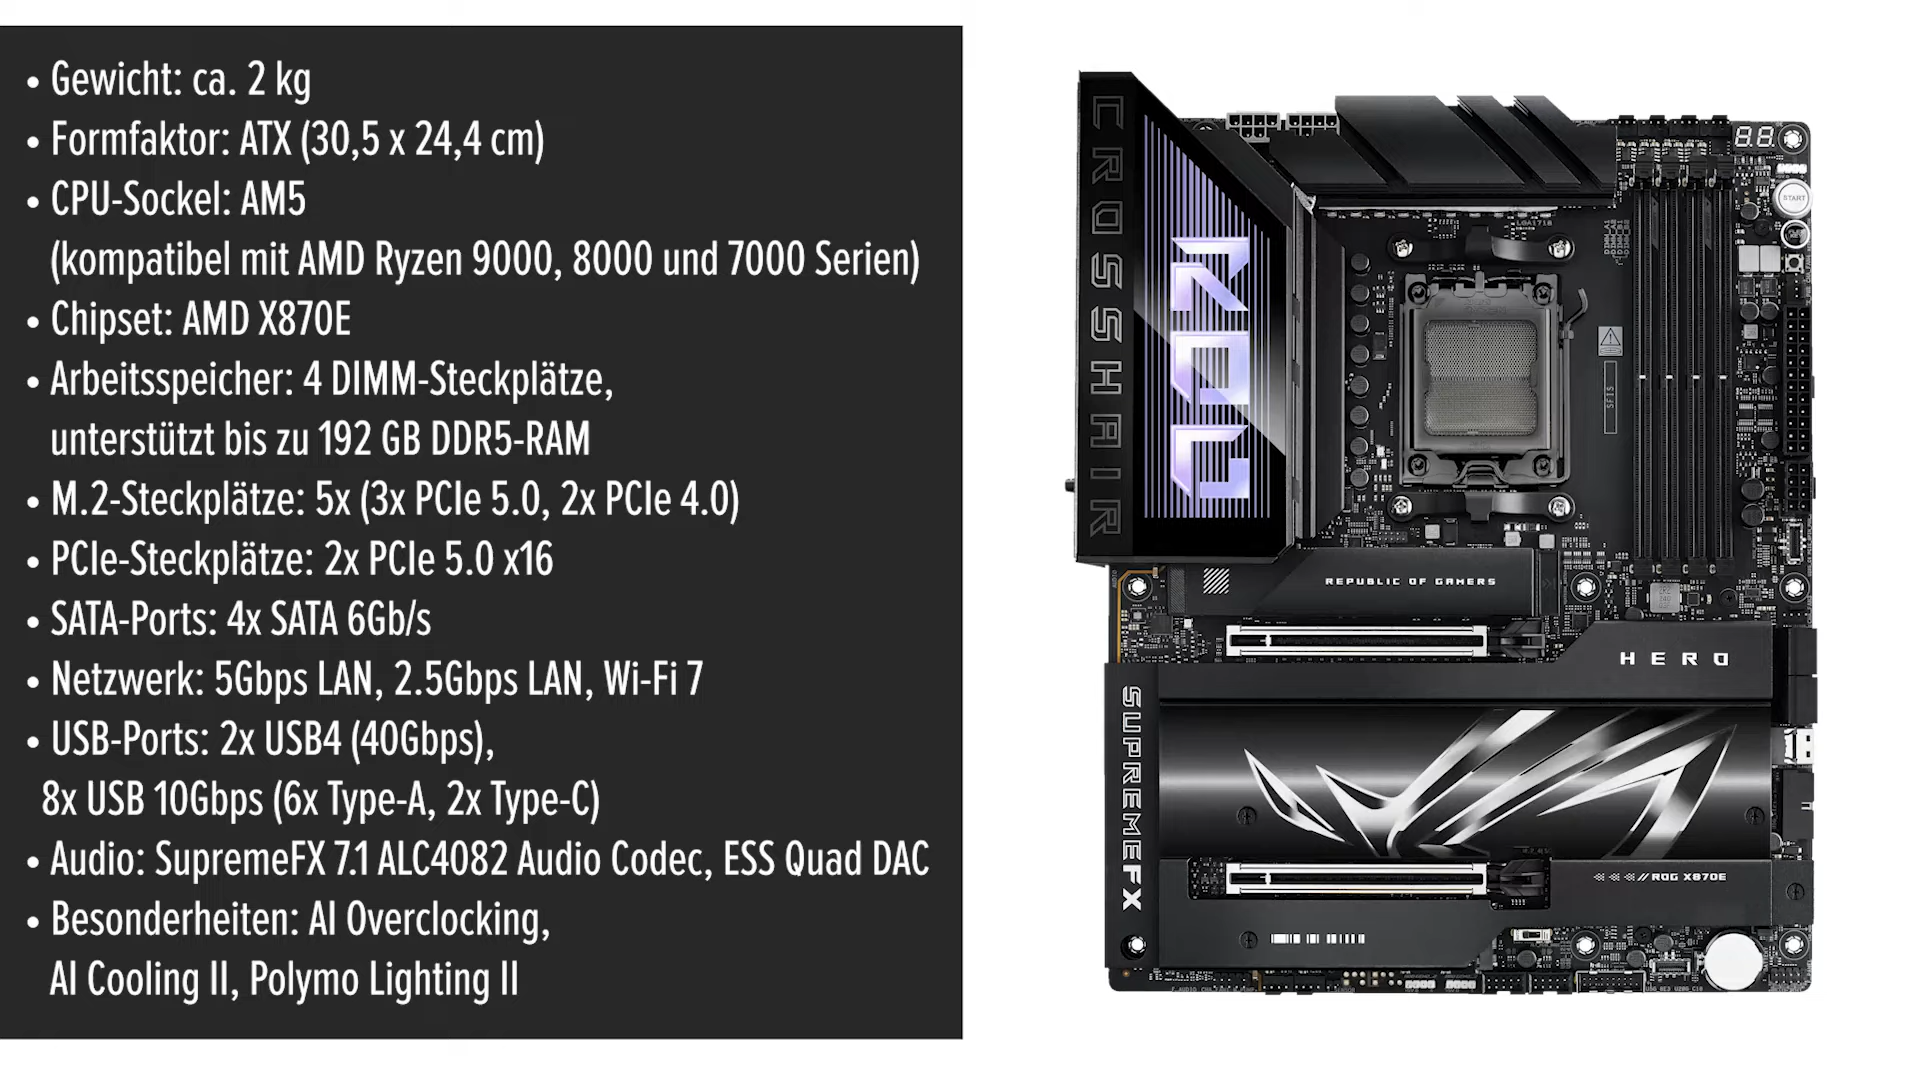 • Gewicht: ca. 2 kg
• Formfaktor: ATX (30,5 x 24,4 cm)
• CPU-Sockel: AM5
(kompatibel mit AMD Ryzen 9000, 8000 und 7000 Serien)
• Chipset: AMD X870E
• Arbeitsspeicher: 4 DIMM-Steckplätze,
unterstützt bis zu 192 GB DDR5-RAM
• M.2-Steckplätze: 5x (3x PCIe 5.0, 2x PCIe 4.0)
• PCIe-Steckplätze: 2x PCIe 5.0 x16
• SATA-Ports: 4x SATA 6Gb/s
• Netzwerk: 5Gbps LAN, 2.5Gbps LAN, Wi-Fi 7
• USB-Ports: 2x USB4 (40Gbps),
8x USB 10Gbps (6x Type-A, 2x Type-C)
• Audio: SupremeFX 7.1 ALC4082 Audio Codec, ESS Quad DAC
• Besonderheiten: AI Overclocking,
AI Cooling II, Polymo Lighting II
CROSSHAIR
ROG
88
START
LGA1718
REPUBLIC OF GAMERS
HERO
SUPREMEFX
//ROG X870E